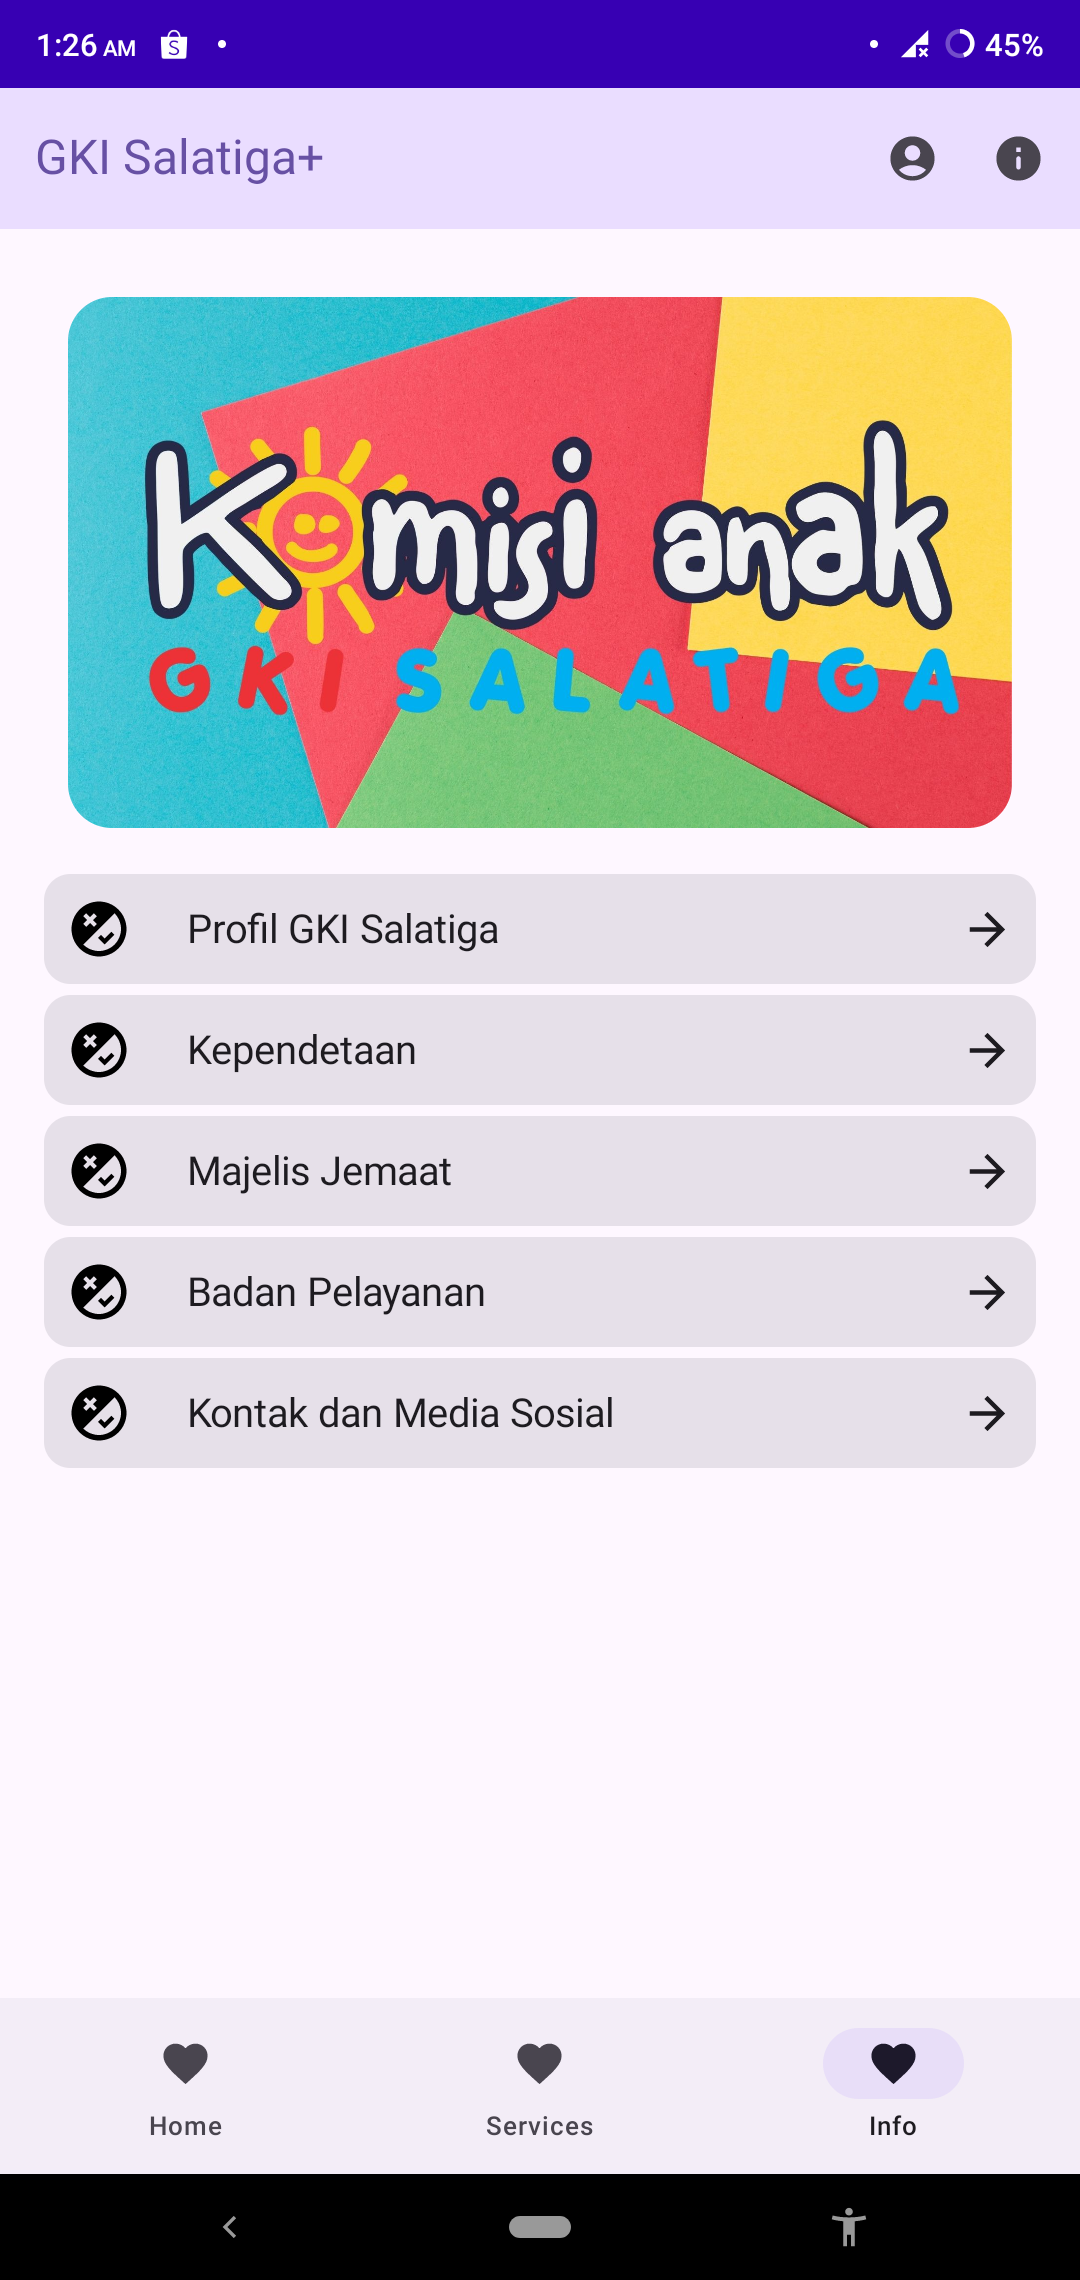 1:26 AM
45%
GKI Salatiga+
Komisi anak
GKI SALATIGA
Profil GKI Salatiga
Kependetaan
Majelis Jemaat
Badan Pelayanan
Kontak dan Media Sosial
Home
Services
Info